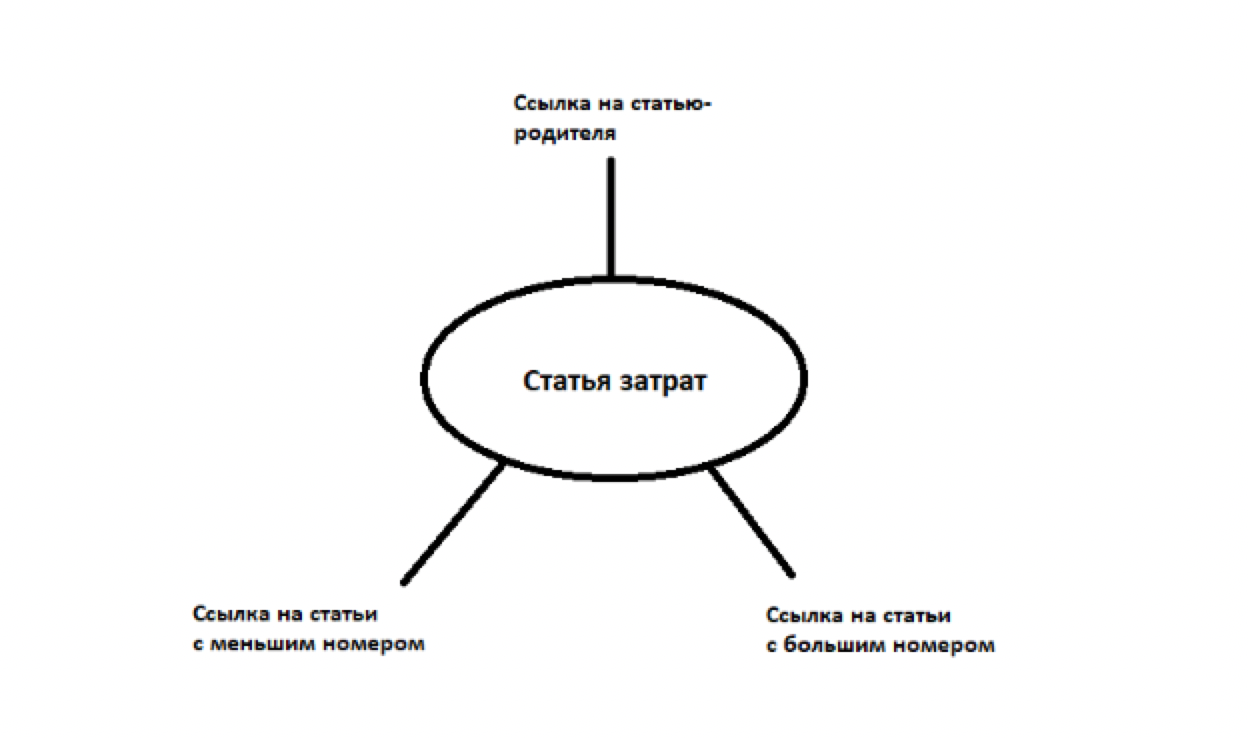 Ссылка на статью-
родителя
Статья затрат
Ссылка на статьи
с меньшим номером
Ссылка на статьи
с большим номером